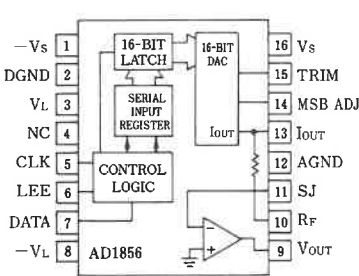 −Vs 1 16-BIT LATCH 16-BIT DAC 16 Vs
DGND 2 15 TRIM
VL 3 SERIAL INPUT REGISTER 14 MSB ADJ
NC 4 IOUT 13 IOUT
CLK 5 CONTROL LOGIC 12 AGND
LEE 6 11 SJ
DATA 7 − 10 RF
−VL 8 AD1856 + 9 VOUT